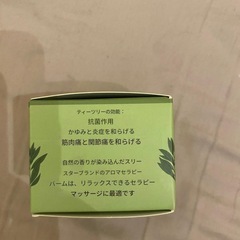 ティーツリーの効能：
抗菌作用
かゆみと炎症を和らげる
筋肉痛と関節痛を和らげる
自然の香りが染み込んだスリー
スターブランドのアロマセラピー
バームは、リラックスできるセラピー
マッサージに最適です